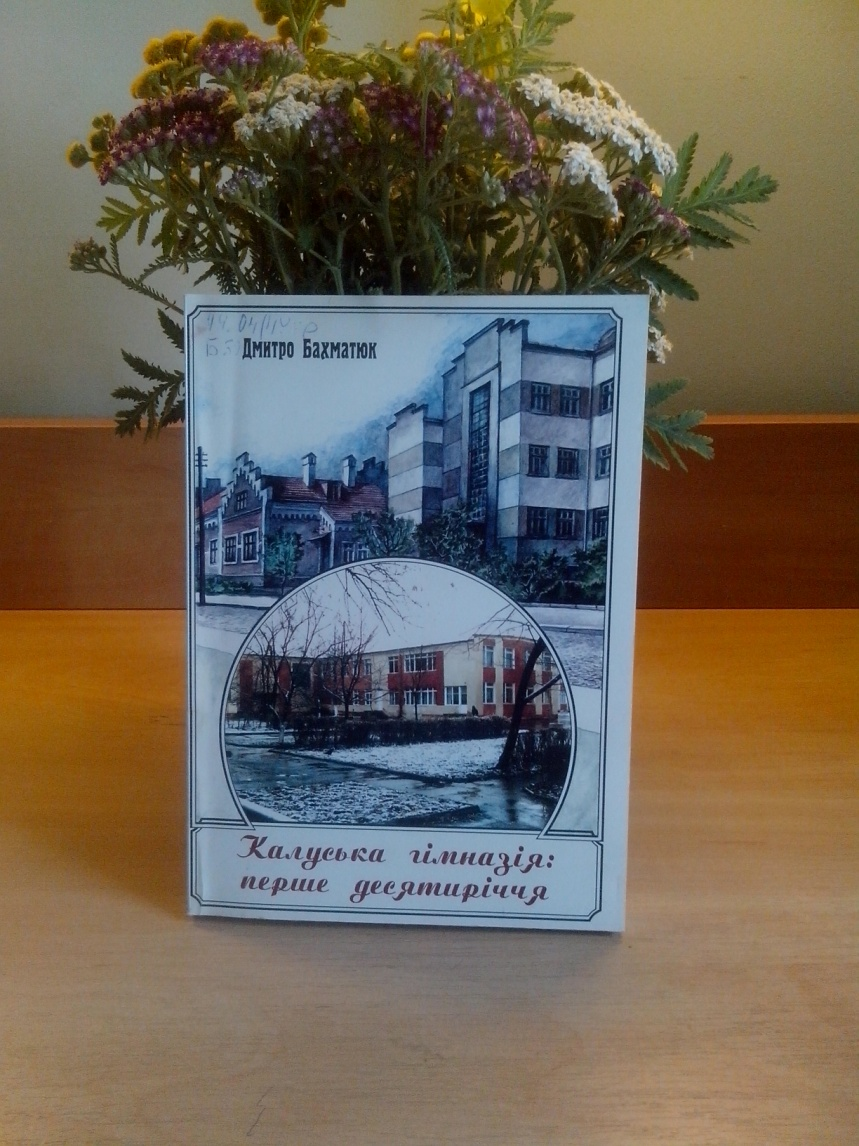 Дмитро Бахматюк
Калуська гімназія:
перше десятиріччя